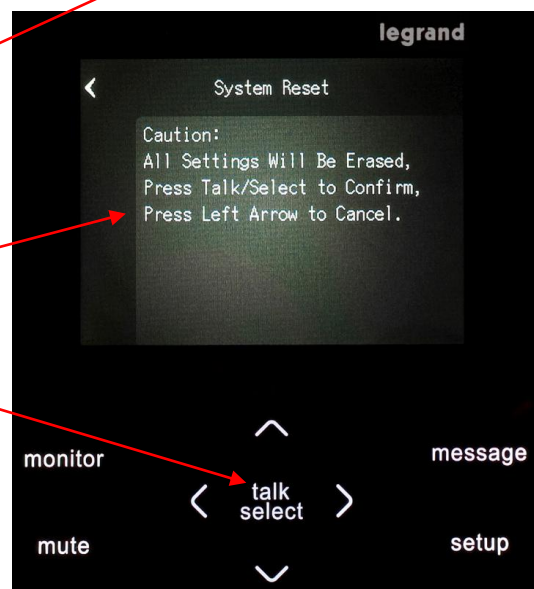 legrand
System Reset
Caution:
All Settings Will Be Erased,
Press Talk/Select to Confirm,
Press Left Arrow to Cancel.
monitor
message
talk
select
mute
setup